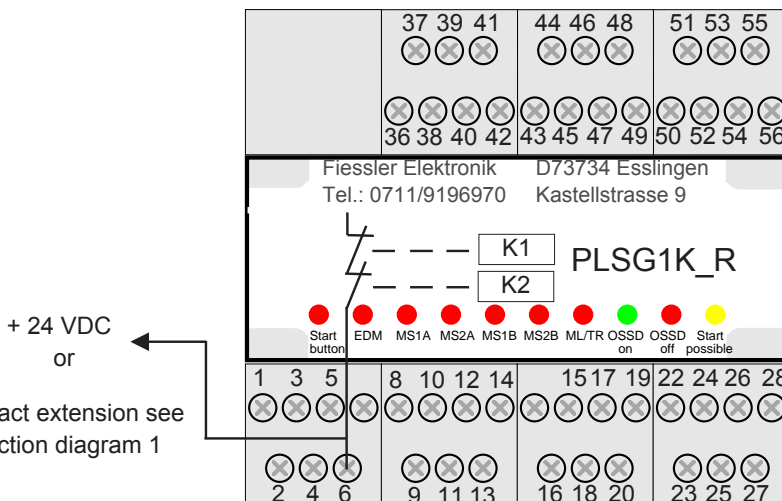 37 39 41 44 46 48 51 53 55
36 38 40 42 43 45 47 49 50 52 54 56
Fiessler Elektronik D73734 Esslingen
Tel.: 0711/9196970 Kastellstrasse 9
K1
PLSG1K_R
K2
+ 24 VDC
or
act extension see
ction diagram 1
Start button EDM MS1A MS2A MS1B MS2B ML/TR OSSD on OSSD off Start possible
1 3 5 8 10 12 14 15 17 19 22 24 26 28
2 4 6 9 11 13 16 18 20 23 25 27